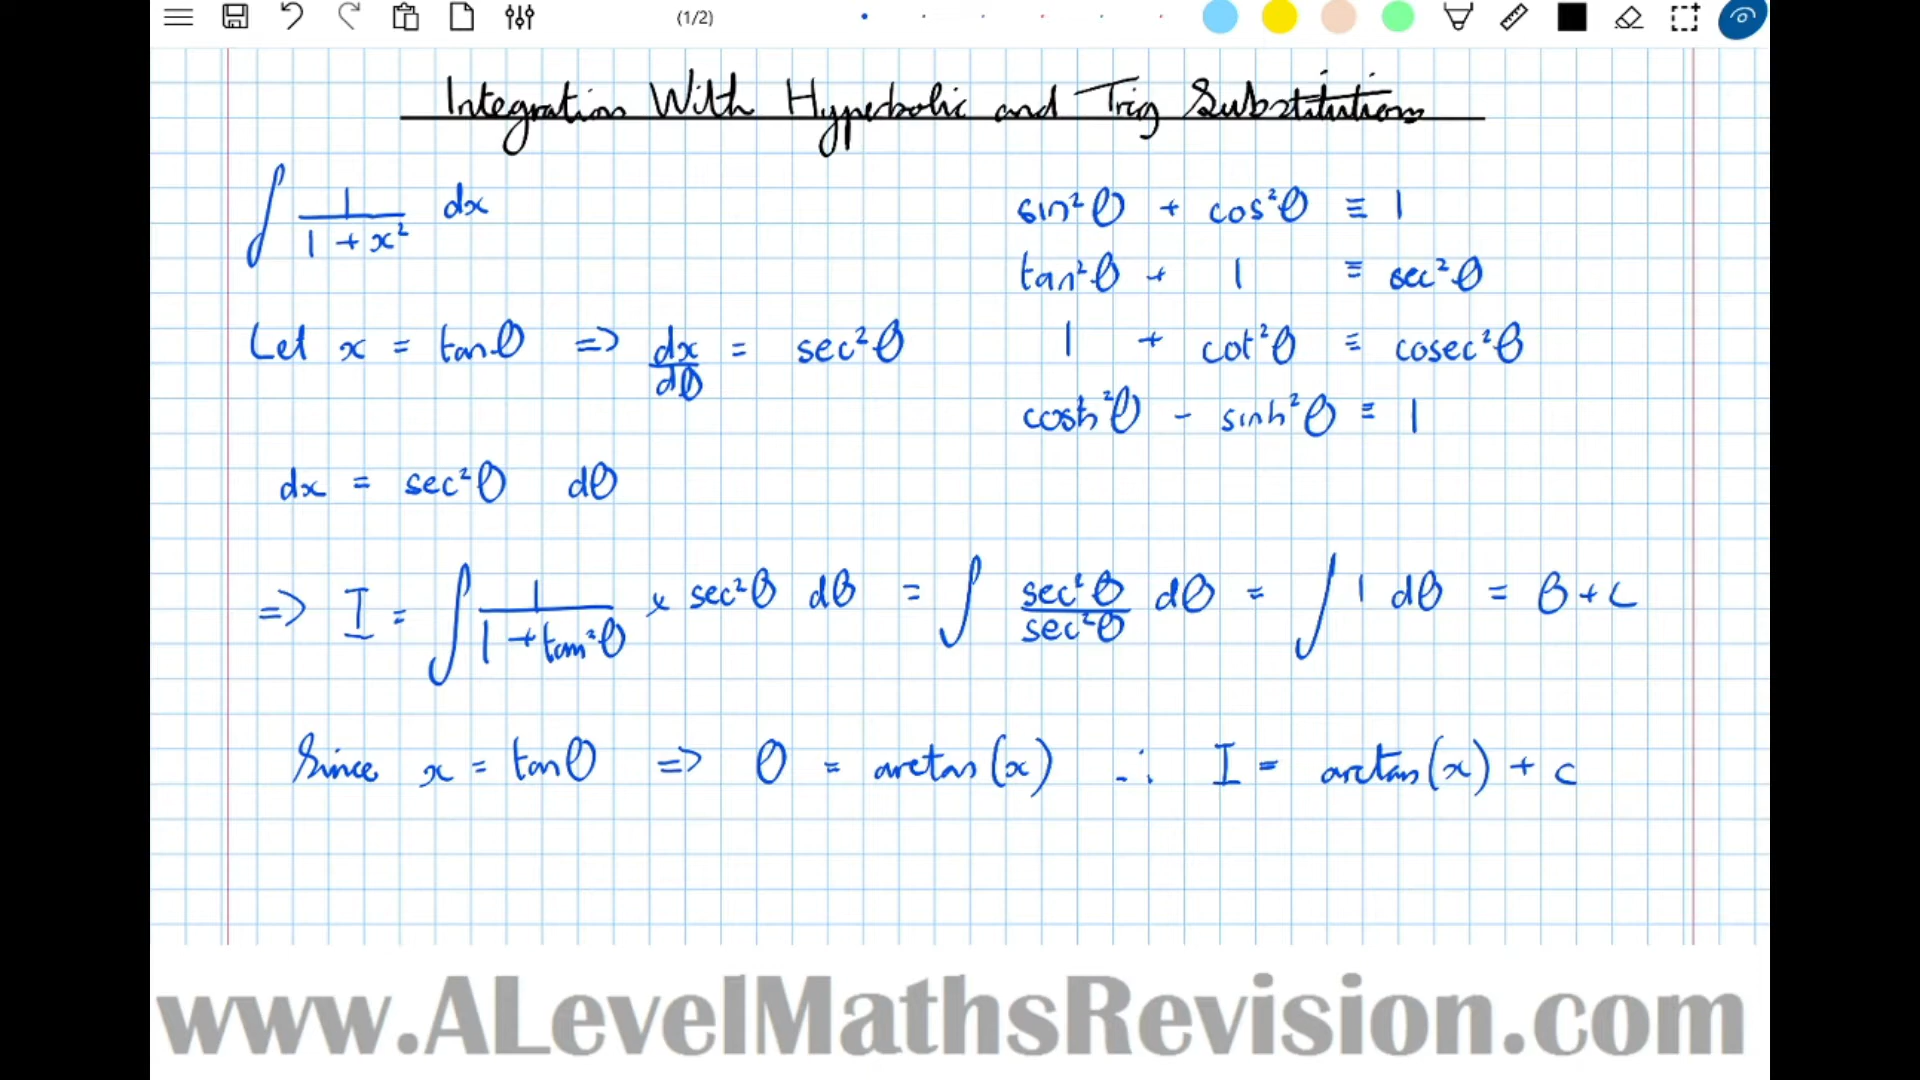 (1/2)
Integration With Hyperbolic and Trig Substitutions
∫ 1/(1 + x²) dx
sin²θ + cos²θ ≡ 1
tan²θ + 1 ≡ sec²θ
Let x = tanθ => dx/dθ = sec²θ
1 + cot²θ ≡ cosec²θ
cosh²θ - sinh²θ ≡ 1
dx = sec²θ dθ
=> I = ∫ 1/(1 + tan²θ) × sec²θ dθ = ∫ sec²θ/sec²θ dθ = ∫ 1 dθ = θ + c
Since x = tanθ => θ = arctan(x) ∴ I = arctan(x) + c
www.ALevelMathsRevision.com